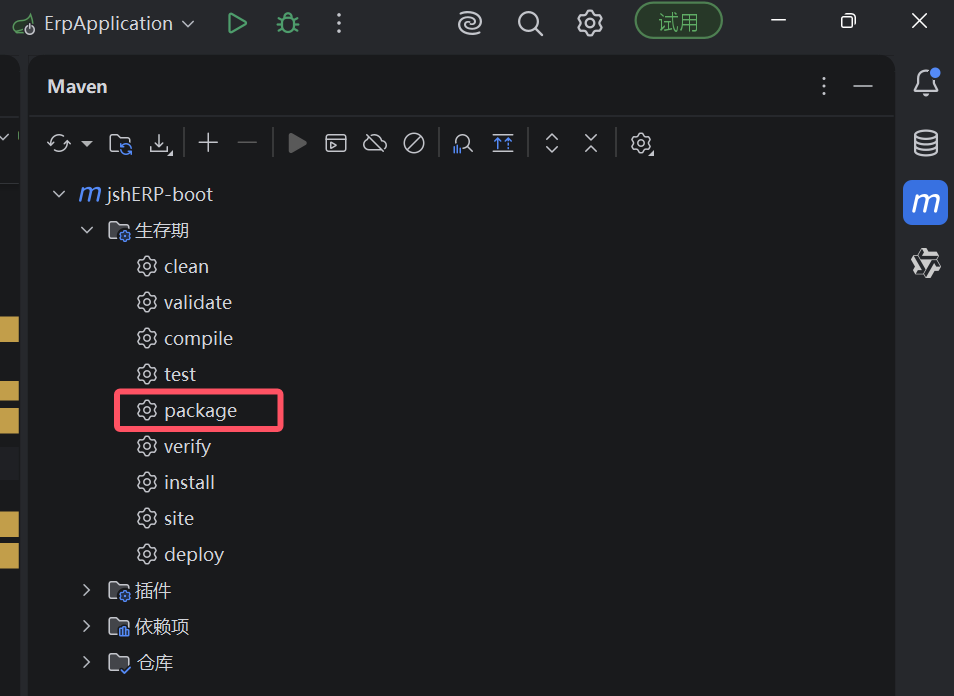 ErpApplication 试用
Maven
m jshERP-boot
生存期
clean
validate
compile
test
package
verify
install
site
deploy
插件
依赖项
仓库
m